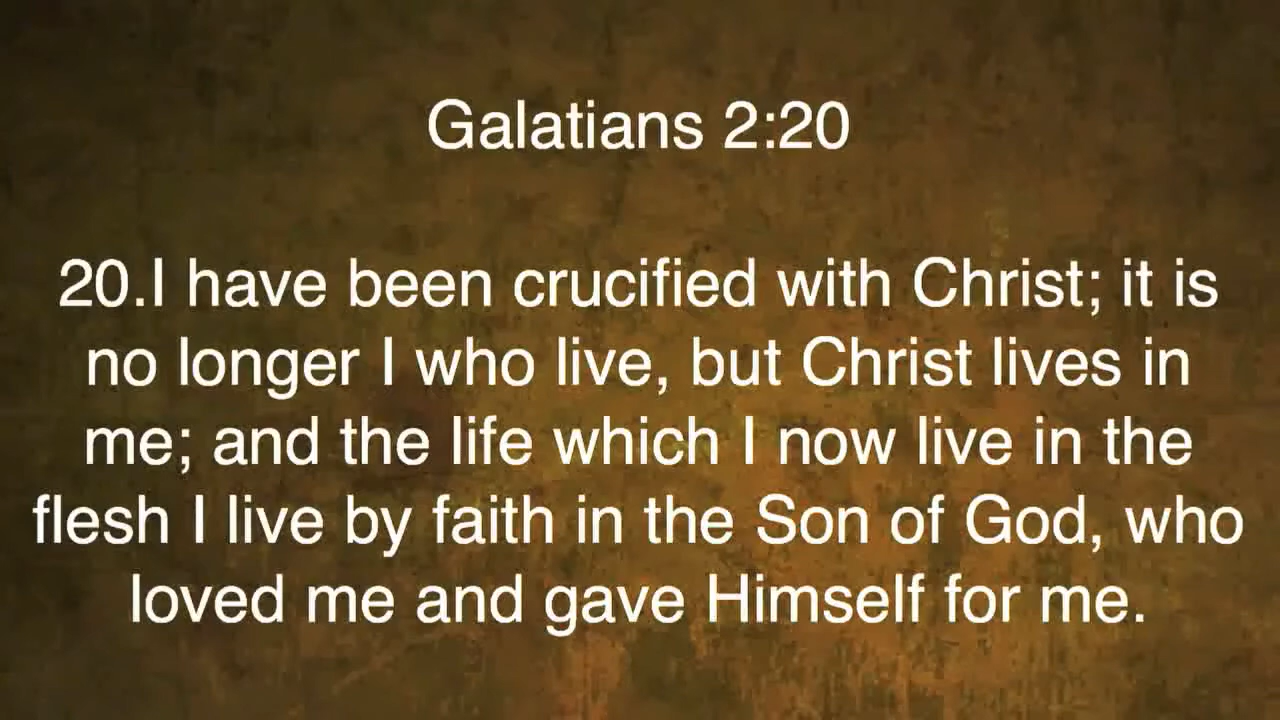 Galatians 2:20
20.I have been crucified with Christ; it is
no longer I who live, but Christ lives in
me; and the life which I now live in the
flesh I live by faith in the Son of God, who
loved me and gave Himself for me.